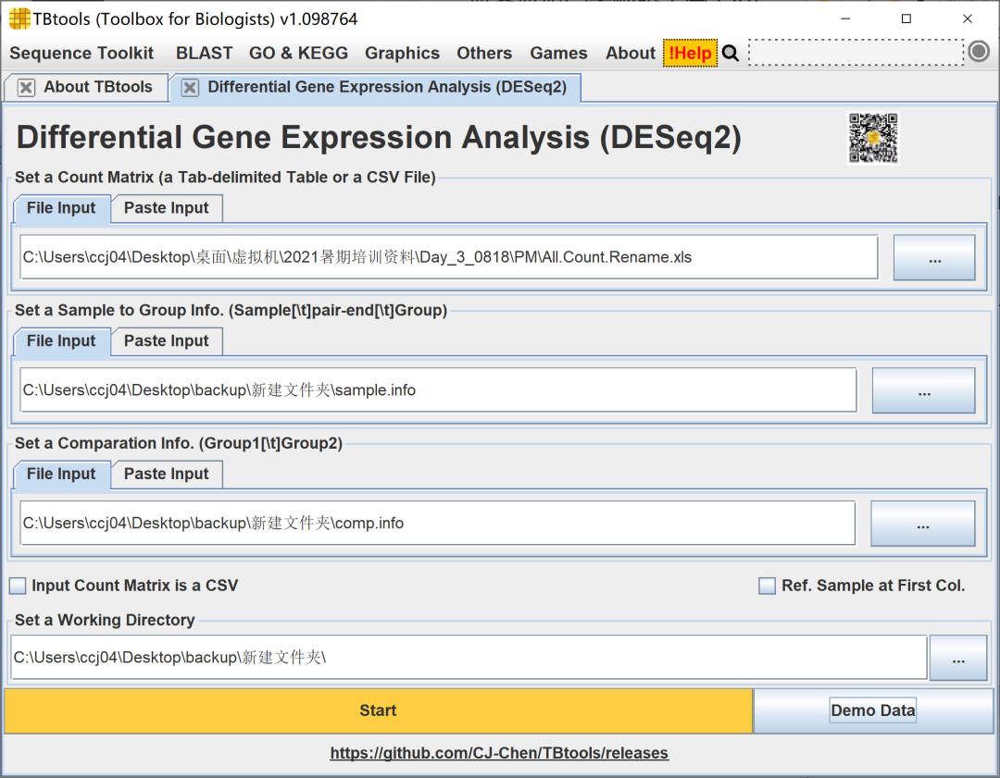 TBtools (Toolbox for Biologists) v1.098764
Sequence Toolkit BLAST GO & KEGG Graphics Others Games About !Help
About TBtools Differential Gene Expression Analysis (DESeq2)
Differential Gene Expression Analysis (DESeq2)
Set a Count Matrix (a Tab-delimited Table or a CSV File)
File Input Paste Input
C:\Users\ccj04\Desktop\桌面\虚拟机\2021暑期培训资料\Day_3_0818\PM\All.Count.Rename.xls ...
Set a Sample to Group Info. (Sample[\t]pair-end[\t]Group)
File Input Paste Input
C:\Users\ccj04\Desktop\backup\新建文件夹\sample.info ...
Set a Comparation Info. (Group1[\t]Group2)
File Input Paste Input
C:\Users\ccj04\Desktop\backup\新建文件夹\comp.info ...
Input Count Matrix is a CSV Ref. Sample at First Col.
Set a Working Directory
C:\Users\ccj04\Desktop\backup\新建文件夹\ ...
Start Demo Data
https://github.com/CJ-Chen/TBtools/releases